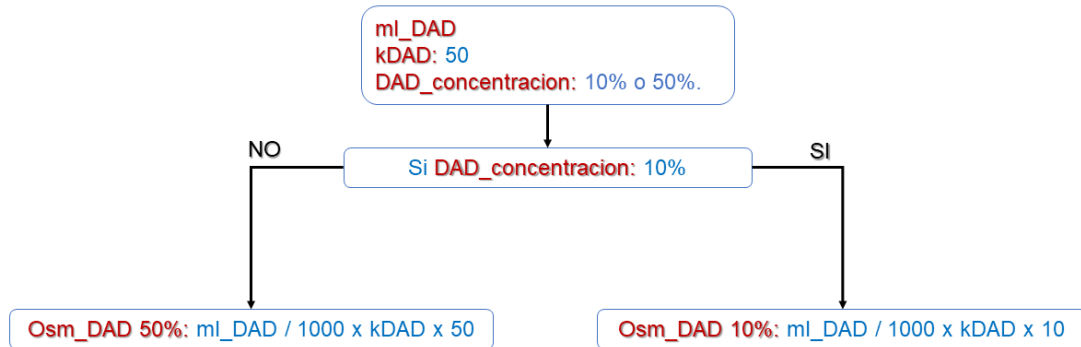 ml_DAD
kDAD: 50
DAD_concentracion: 10% o 50%.
NO
SI
Si DAD_concentracion: 10%
Osm_DAD 50%: ml_DAD / 1000 x kDAD x 50
Osm_DAD 10%: ml_DAD / 1000 x kDAD x 10